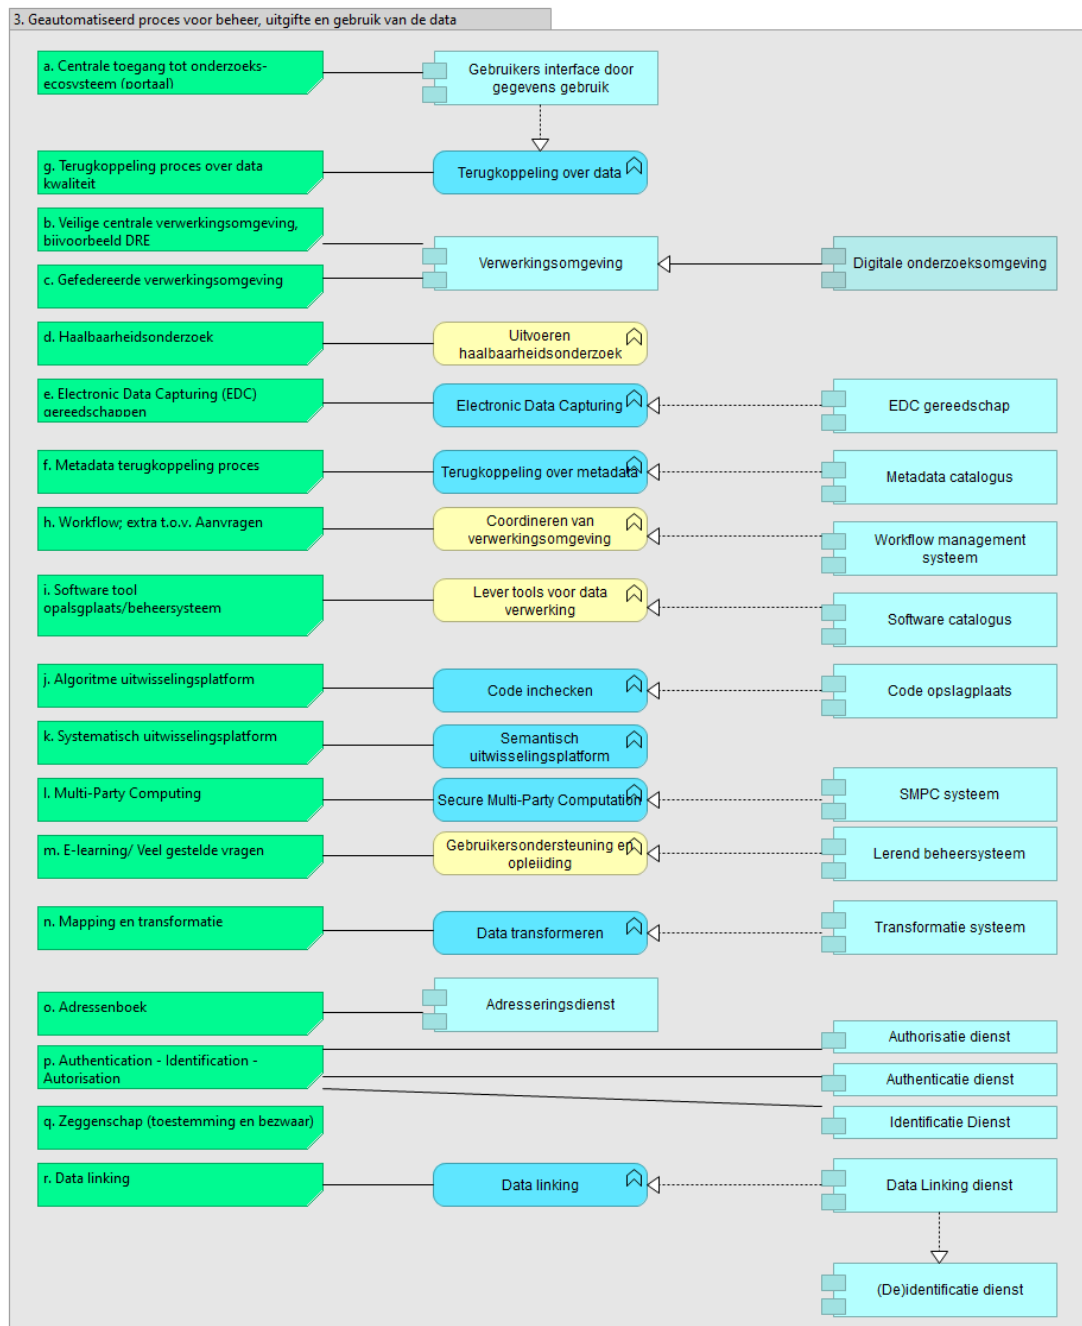 3. Geautomatiseerd proces voor beheer, uitgifte en gebruik van de data
a. Centrale toegang tot onderzoeks-
ecosysteem (portaal)
Gebruikers interface door
gegevens gebruik
g. Terugkoppeling proces over data
kwaliteit
Terugkoppeling over data
b. Veilige centrale verwerkingsomgeving,
bijvoorbeeld DRE
Verwerkingsomgeving
Digitale onderzoeksomgeving
c. Gefedereerde verwerkingsomgeving
d. Haalbaarheidsonderzoek
Uitvoeren
haalbaarheidsonderzoek
e. Electronic Data Capturing (EDC)
gereedschappen
Electronic Data Capturing
EDC gereedschap
f. Metadata terugkoppeling proces
Terugkoppeling over metadata
Metadata catalogus
h. Workflow; extra t.o.v. Aanvragen
Coordineren van
verwerkingsomgeving
Workflow management
systeem
i. Software tool
opalsgplaats/beheersysteem
Lever tools voor data
verwerking
Software catalogus
j. Algoritme uitwisselingsplatform
Code inchecken
Code opslagplaats
k. Systematisch uitwisselingsplatform
Semantisch
uitwisselingsplatform
l. Multi-Party Computing
Secure Multi-Party Computation
SMPC systeem
m. E-learning/ Veel gestelde vragen
Gebruikersondersteuning en
opleiding
Lerend beheersysteem
n. Mapping en transformatie
Data transformeren
Transformatie systeem
o. Adressenboek
Adresseringsdienst
p. Authentication - Identification -
Autorisation
Authorisatie dienst
Authenticatie dienst
Identificatie Dienst
q. Zeggenschap (toestemming en bezwaar)
r. Data linking
Data linking
Data Linking dienst
(De)identificatie dienst